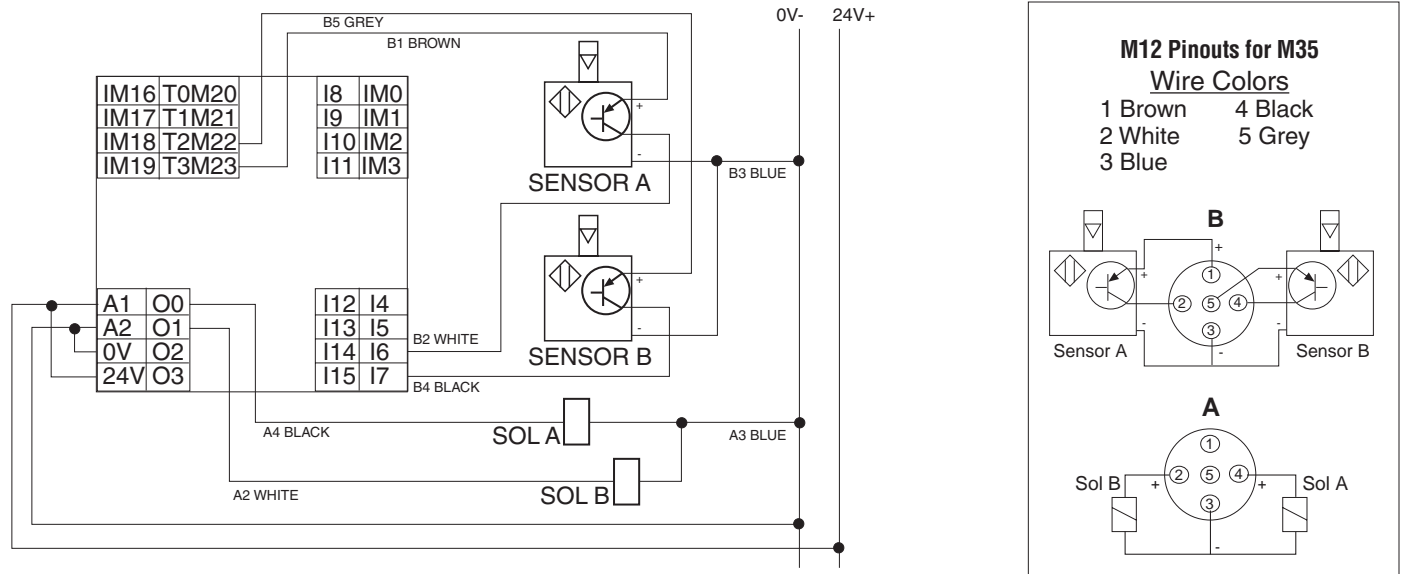 B5 GREY
B1 BROWN
0V- 24V+
IM16 T0M20
IM17 T1M21
IM18 T2M22
IM19 T3M23
I8 IM0
I9 IM1
I10 IM2
I11 IM3
+
-
SENSOR A
B3 BLUE
+
-
SENSOR B
A1 O0
A2 O1
0V O2
24V O3
I12 I4
I13 I5
I14 I6
I15 I7
B2 WHITE
B4 BLACK
A4 BLACK
SOL A
A3 BLUE
A2 WHITE
SOL B
M12 Pinouts for M35
Wire Colors
1 Brown 4 Black
2 White 5 Grey
3 Blue
B
+
1
+ +
2 5 4
3
- - -
Sensor A Sensor B
A
1
Sol B + 2 5 4 + Sol A
3
-